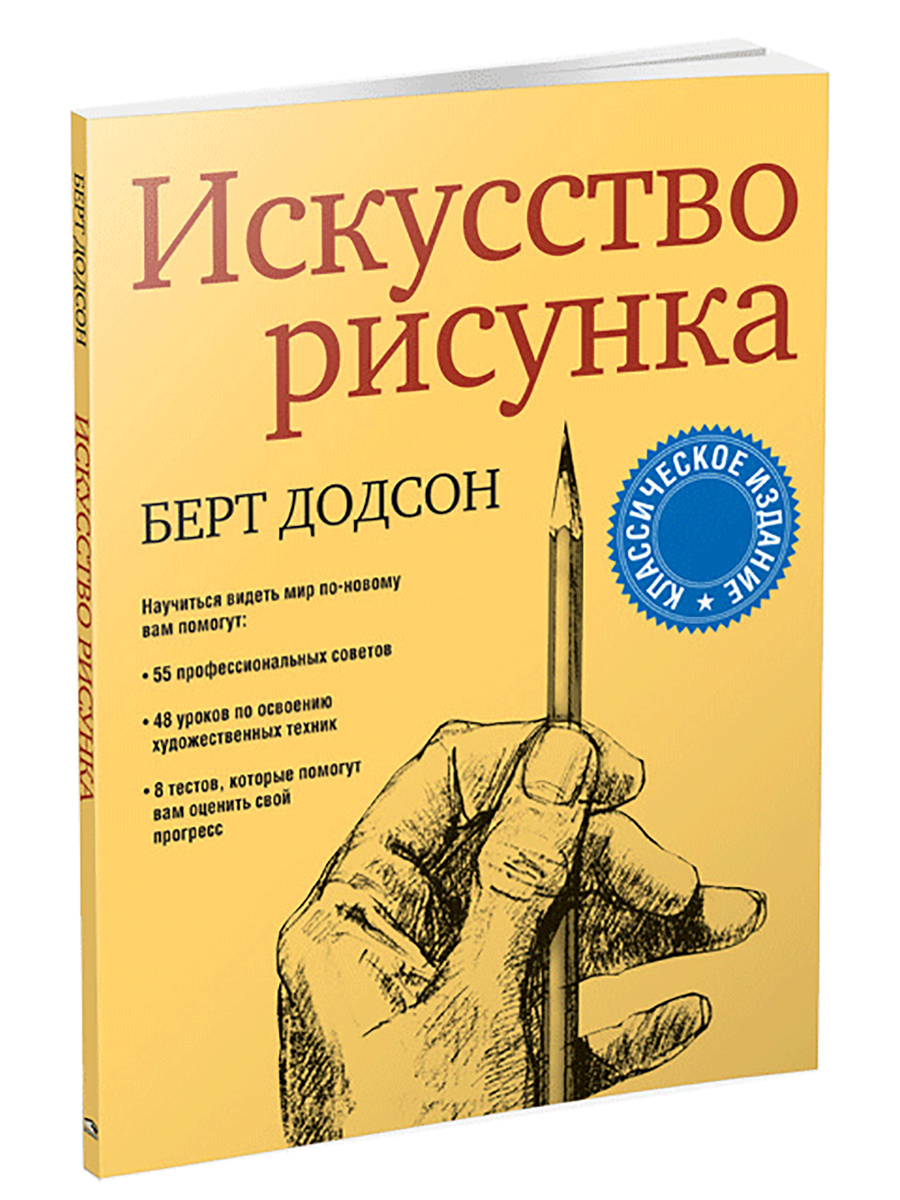 Искусство
рисунка
БЕРТ ДОДСОН
КЛАССИЧЕСКОЕ ИЗДАНИЕ ★
Научиться видеть мир по-новому
вам помогут:
• 55 профессиональных советов
• 48 уроков по освоению
художественных техник
• 8 тестов, которые помогут
вам оценить свой
прогресс
БЕРТ ДОДСОН ИСКУССТВО РИСУНКА